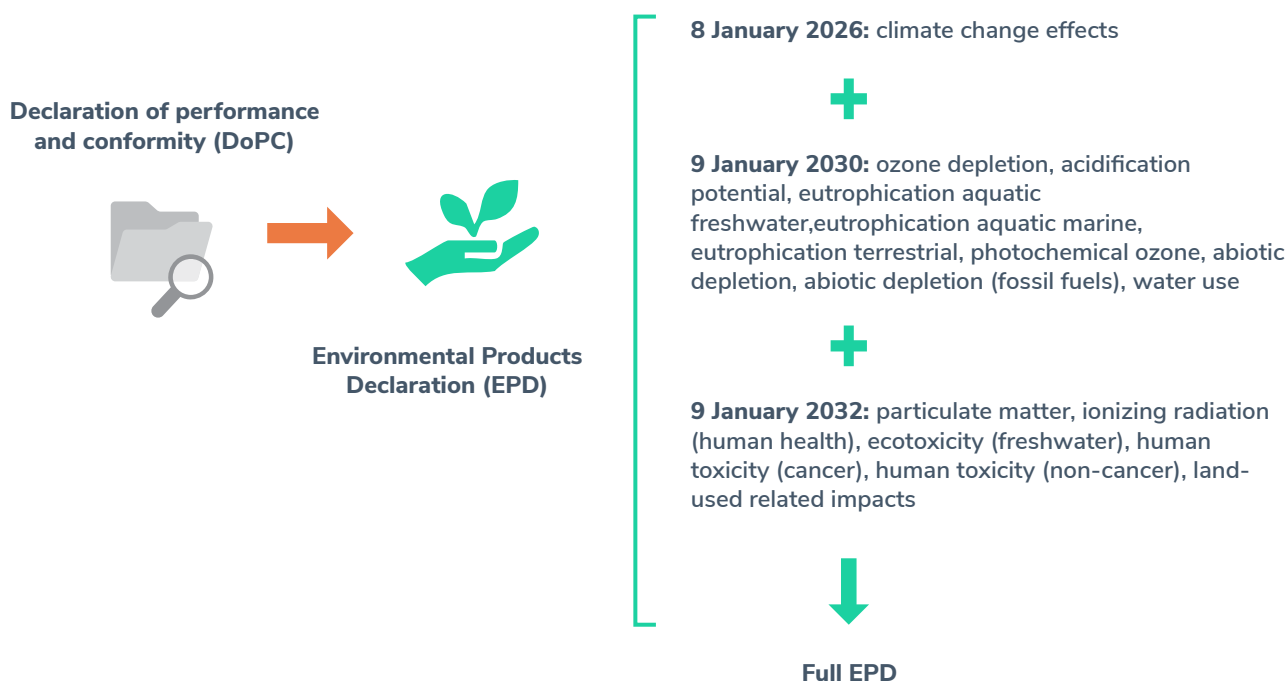 Declaration of performance
and conformity (DoPC)
Environmental Products
Declaration (EPD)
8 January 2026: climate change effects
9 January 2030: ozone depletion, acidification
potential, eutrophication aquatic
freshwater,eutrophication aquatic marine,
eutrophication terrestrial, photochemical ozone, abiotic
depletion, abiotic depletion (fossil fuels), water use
9 January 2032: particulate matter, ionizing radiation
(human health), ecotoxicity (freshwater), human
toxicity (cancer), human toxicity (non-cancer), land-
used related impacts
Full EPD